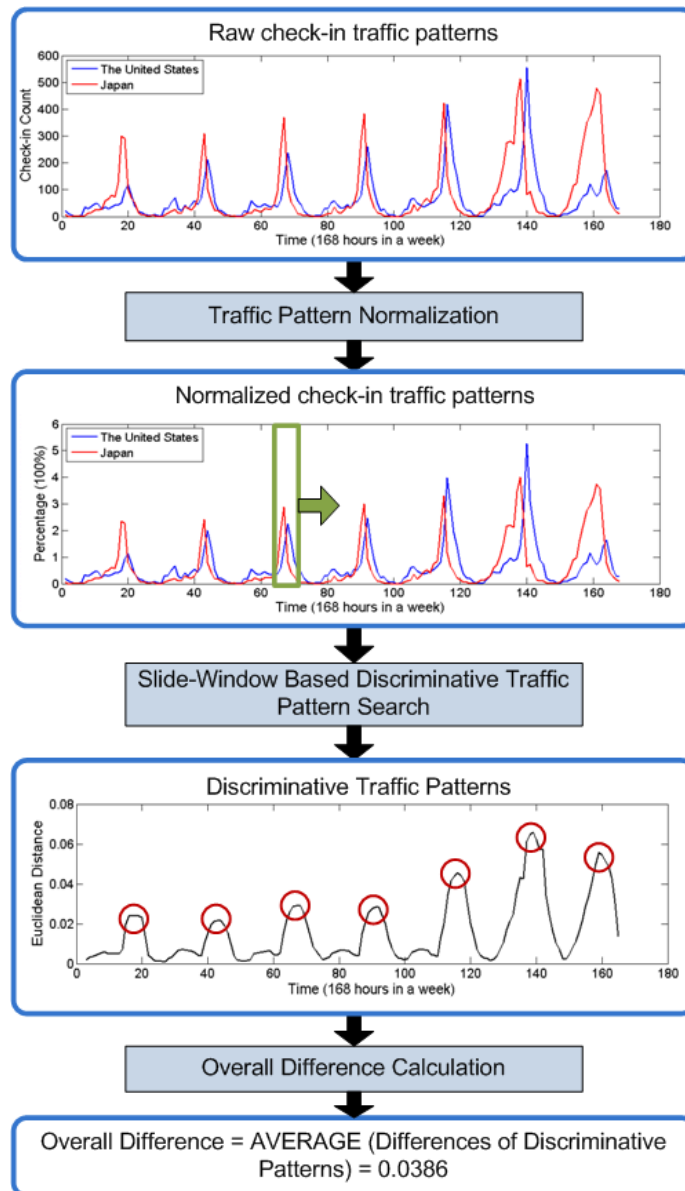 Raw check-in traffic patterns
600
500
400
300
200
100
0
Check-in Count
The United States
Japan
0 20 40 60 80 100 120 140 160 180
Time (168 hours in a week)
Traffic Pattern Normalization
Normalized check-in traffic patterns
6
5
4
3
2
1
0
Percentage (100%)
The United States
Japan
0 20 40 60 80 100 120 140 160 180
Time (168 hours in a week)
Slide-Window Based Discriminative Traffic
Pattern Search
Discriminative Traffic Patterns
0.08
0.06
0.04
0.02
0
Euclidean Distance
0 20 40 60 80 100 120 140 160 180
Time (168 hours in a week)
Overall Difference Calculation
Overall Difference = AVERAGE (Differences of Discriminative
Patterns) = 0.0386